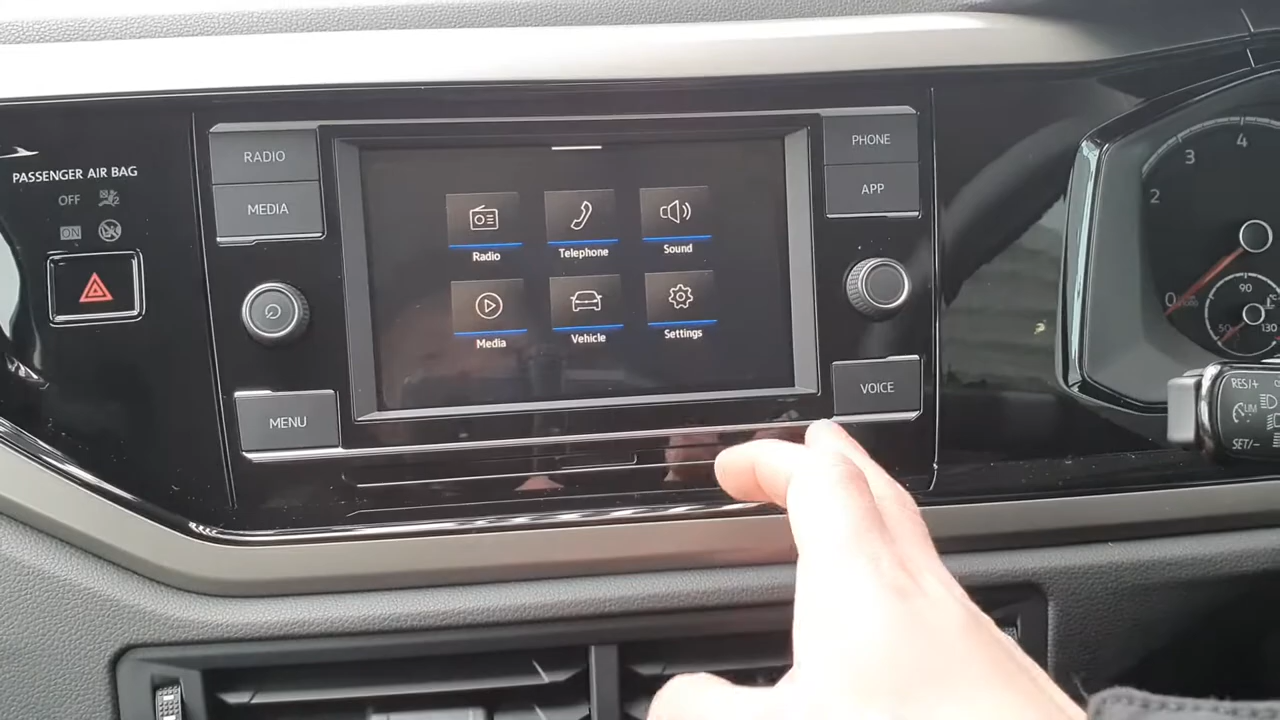 PASSENGER AIR BAG
OFF
ON
RADIO
MEDIA
MENU
Radio
Telephone
Sound
Media
Vehicle
Settings
PHONE
APP
VOICE
0
2
3
4
50
90
130
RES/+
LIM
SET/−